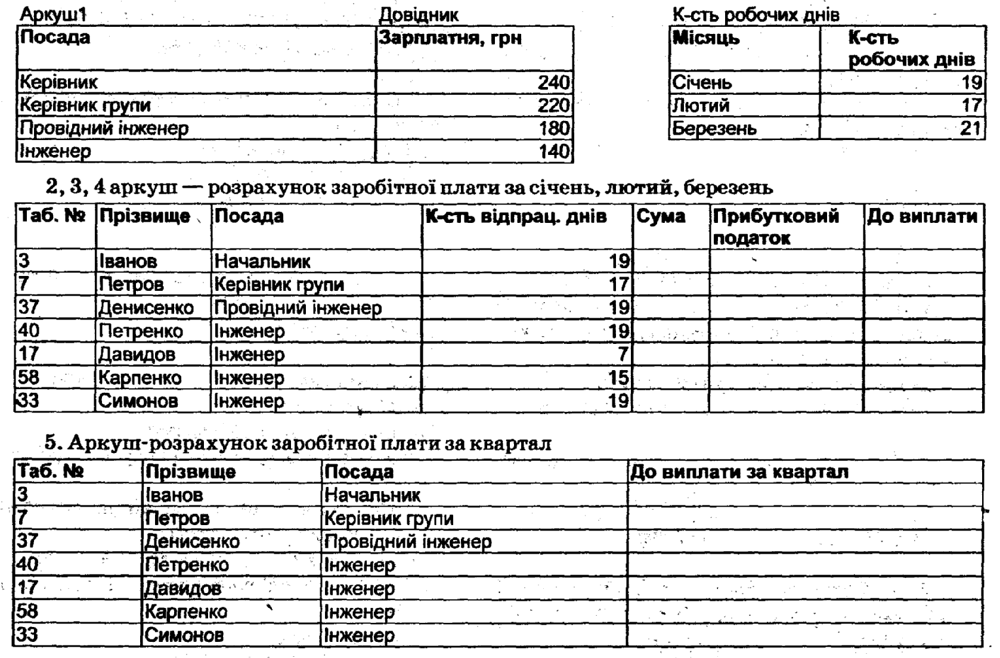 Аркуш1 Довідник К-сть робочих днів
Посада Зарплатня, грн Місяць К-сть
робочих днів
Керівник 240 Січень 19
Керівник групи 220 Лютий 17
Провідний інженер 180 Березень 21
Інженер 140
2, 3, 4 аркуш — розрахунок заробітної плати за січень, лютий, березень
Таб. № Прізвище Посада К-сть відпрац. днів Сума Прибутковий До виплати
податок
3 Іванов Начальник 19
7 Петров Керівник групи 17
37 Денисенко Провідний інженер 19
40 Петренко Інженер 19
17 Давидов Інженер 7
58 Карпенко Інженер 15
33 Симонов Інженер 19
5. Аркуш-розрахунок заробітної плати за квартал
Таб. № Прізвище Посада До виплати за квартал
3 Іванов Начальник
7 Петров Керівник групи
37 Денисенко Провідний інженер
40 Петренко Інженер
17 Давидов Інженер
58 Карпенко Інженер
33 Симонов Інженер